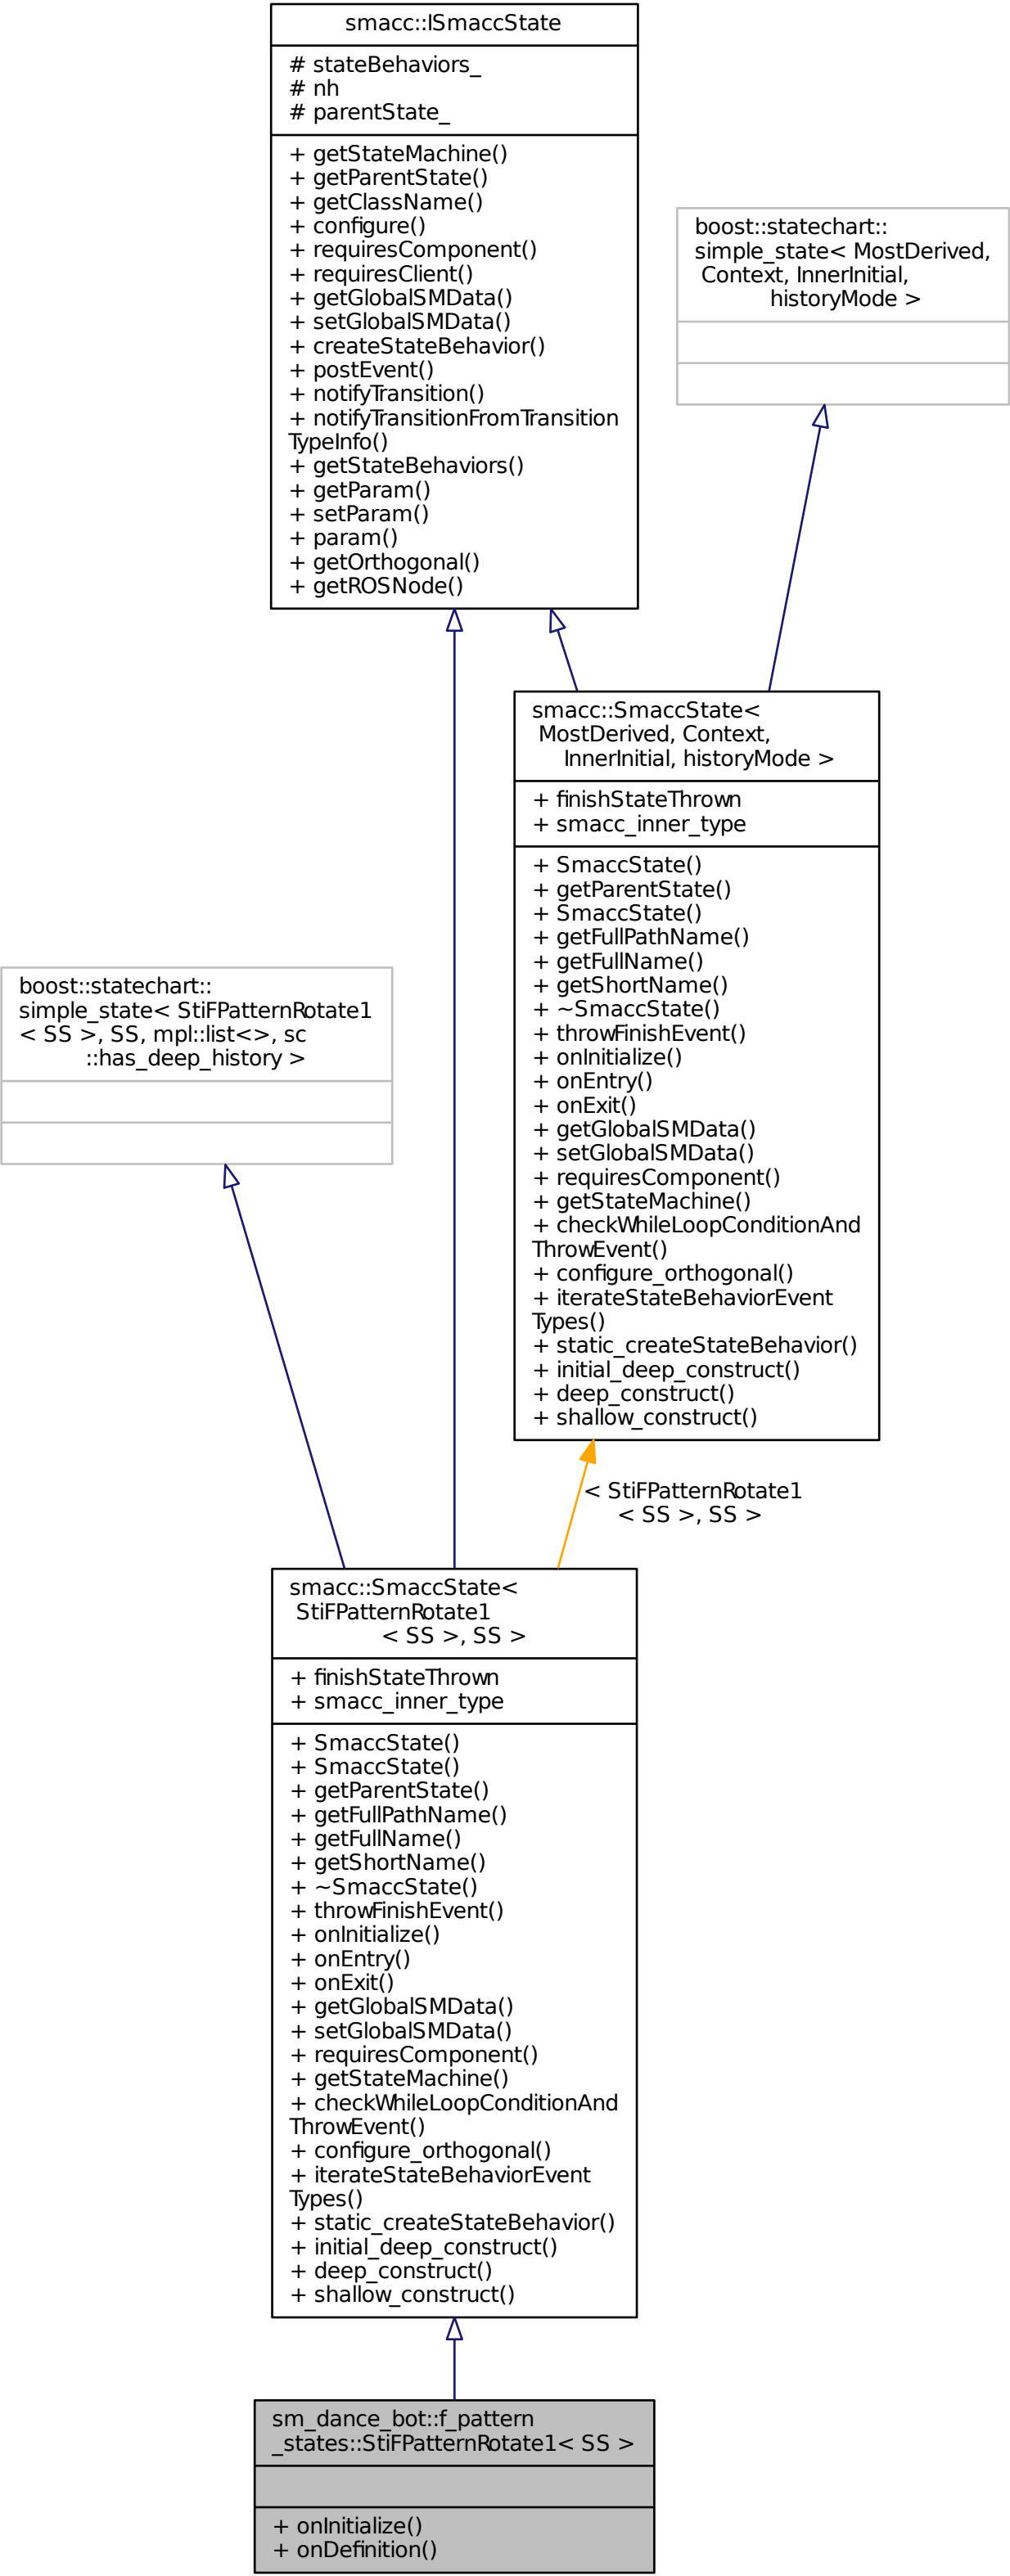 smacc::ISmaccState
# stateBehaviors_
# nh
# parentState_
+ getStateMachine()
+ getParentState()
+ getClassName()
+ configure()
+ requiresComponent()
+ requiresClient()
+ getGlobalSMData()
+ setGlobalSMData()
+ createStateBehavior()
+ postEvent()
+ notifyTransition()
+ notifyTransitionFromTransition
TypeInfo()
+ getStateBehaviors()
+ getParam()
+ setParam()
+ param()
+ getOrthogonal()
+ getROSNode()
boost::statechart::
simple_state< MostDerived,
Context, InnerInitial,
historyMode >
smacc::SmaccState<
MostDerived, Context,
InnerInitial, historyMode >
+ finishStateThrown
+ smacc_inner_type
+ SmaccState()
+ getParentState()
+ SmaccState()
+ getFullPathName()
+ getFullName()
+ getShortName()
+ ~SmaccState()
+ throwFinishEvent()
+ onInitialize()
+ onEntry()
+ onExit()
+ getGlobalSMData()
+ setGlobalSMData()
+ requiresComponent()
+ getStateMachine()
+ checkWhileLoopConditionAnd
ThrowEvent()
+ configure_orthogonal()
+ iterateStateBehaviorEvent
Types()
+ static_createStateBehavior()
+ initial_deep_construct()
+ deep_construct()
+ shallow_construct()
boost::statechart::
simple_state< StiFPatternRotate1
< SS >, SS, mpl::list<>, sc
::has_deep_history >
< StiFPatternRotate1
< SS >, SS >
smacc::SmaccState<
StiFPatternRotate1
< SS >, SS >
+ finishStateThrown
+ smacc_inner_type
+ SmaccState()
+ SmaccState()
+ getParentState()
+ getFullPathName()
+ getFullName()
+ getShortName()
+ ~SmaccState()
+ throwFinishEvent()
+ onInitialize()
+ onEntry()
+ onExit()
+ getGlobalSMData()
+ setGlobalSMData()
+ requiresComponent()
+ getStateMachine()
+ checkWhileLoopConditionAnd
ThrowEvent()
+ configure_orthogonal()
+ iterateStateBehaviorEvent
Types()
+ static_createStateBehavior()
+ initial_deep_construct()
+ deep_construct()
+ shallow_construct()
sm_dance_bot::f_pattern
_states::StiFPatternRotate1< SS >
+ onInitialize()
+ onDefinition()